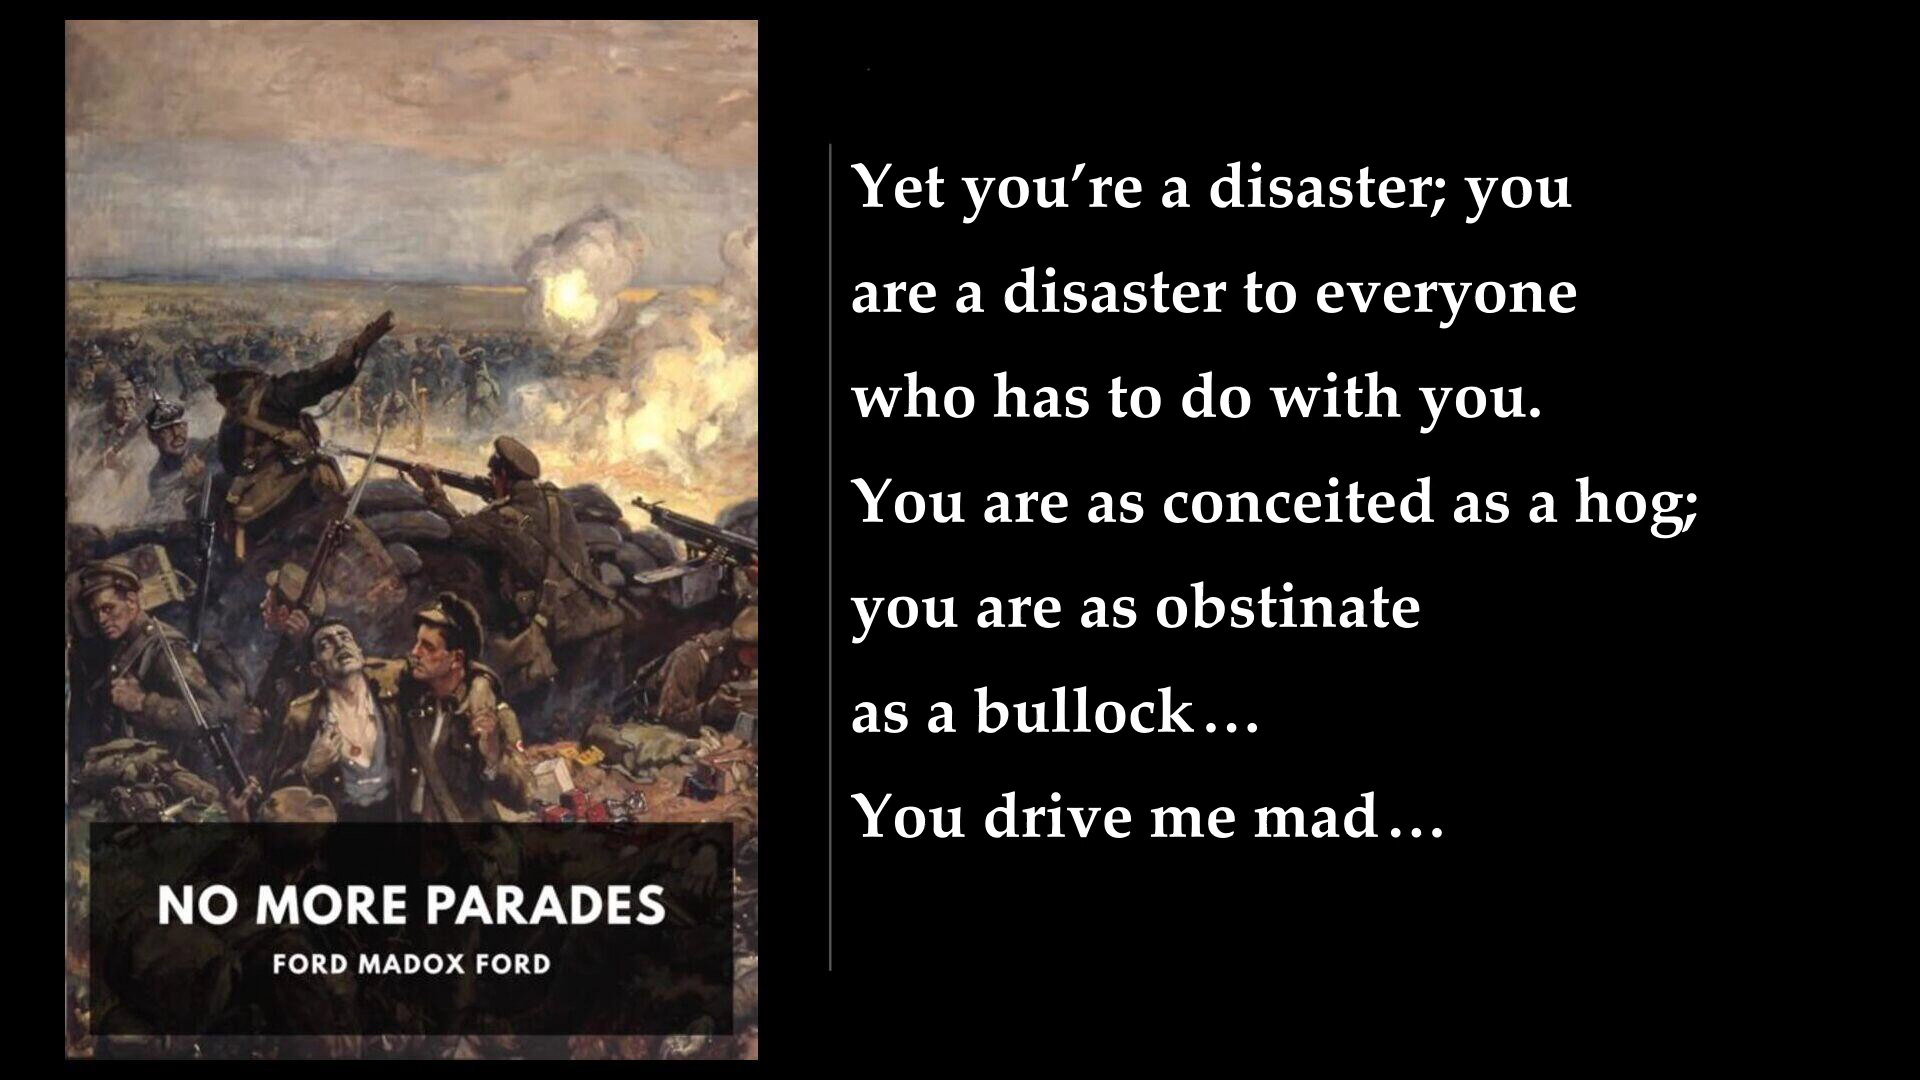 NO MORE PARADES
FORD MADOX FORD
Yet you’re a disaster; you
are a disaster to everyone
who has to do with you.
You are as conceited as a hog;
you are as obstinate
as a bullock…
You drive me mad…